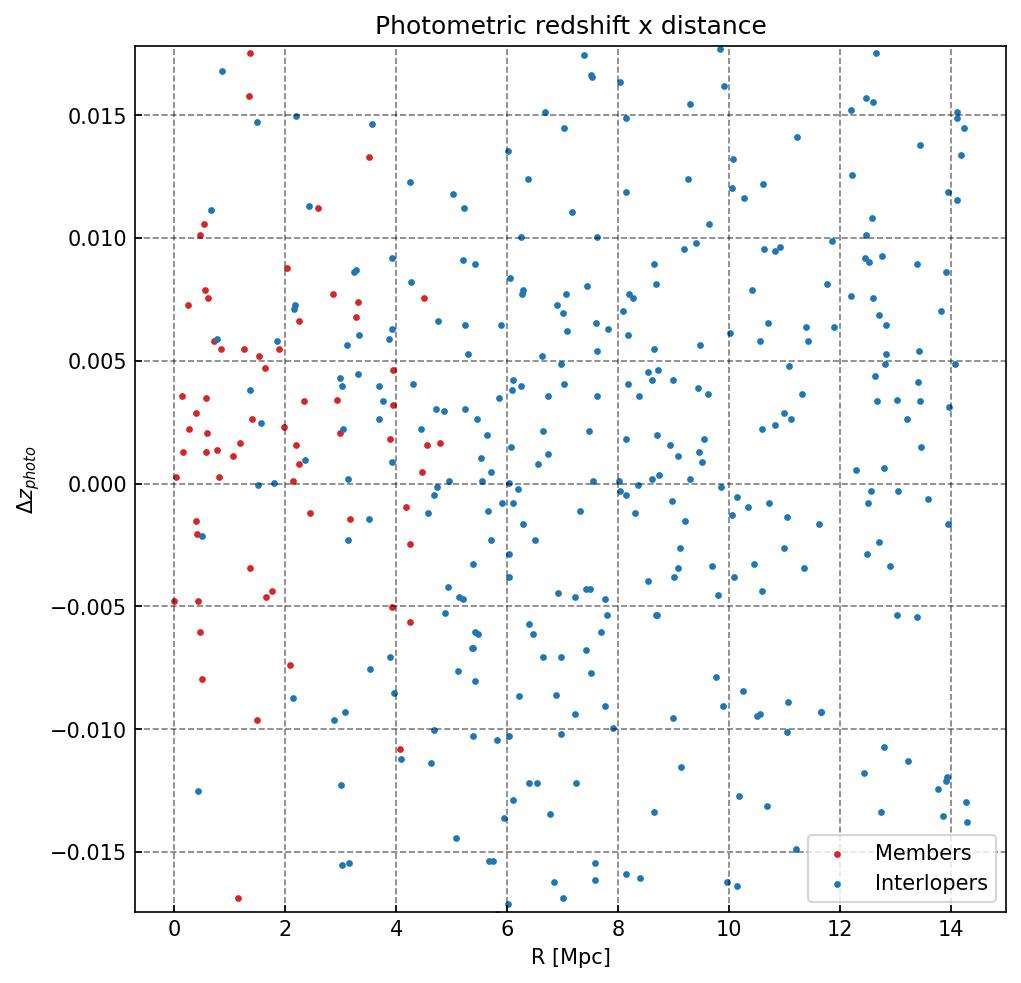 Photometric redshift x distance
0.015
0.010
0.005
0.000
−0.005
−0.010
−0.015
Δz_photo
0 2 4 6 8 10 12 14
R [Mpc]
Members
Interlopers